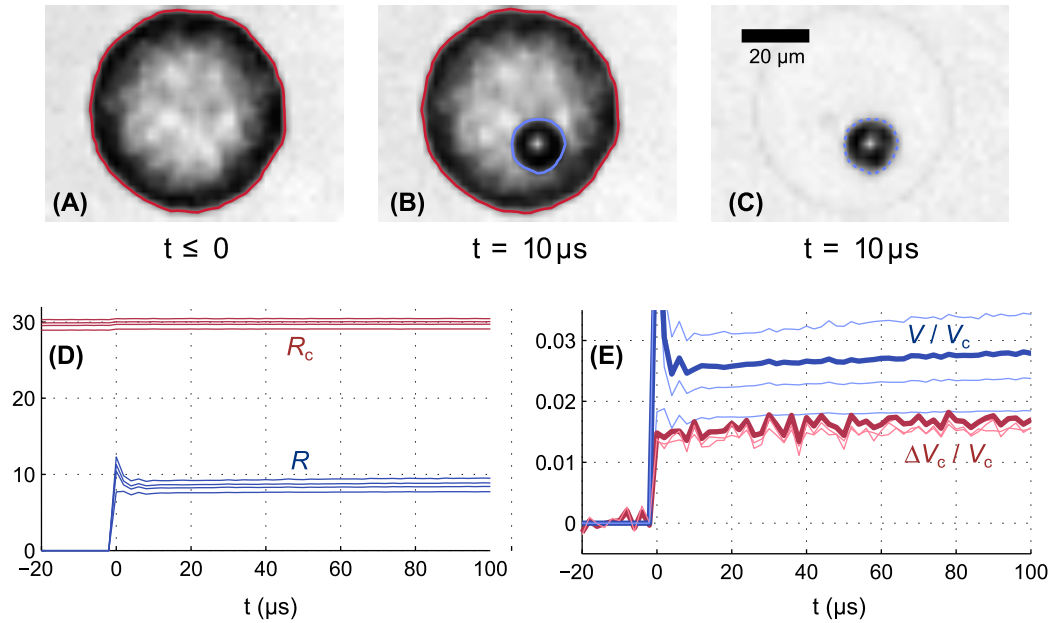 (A)
(B)
20 µm
(C)
t ≤ 0
t = 10 µs
t = 10 µs
30
20
10
0
(D)
R_c
R
−20
0
20
40
60
80
100
t (µs)
0.03
0.02
0.01
0
(E)
V / V_c
ΔV_c / V_c
−20
0
20
40
60
80
100
t (µs)